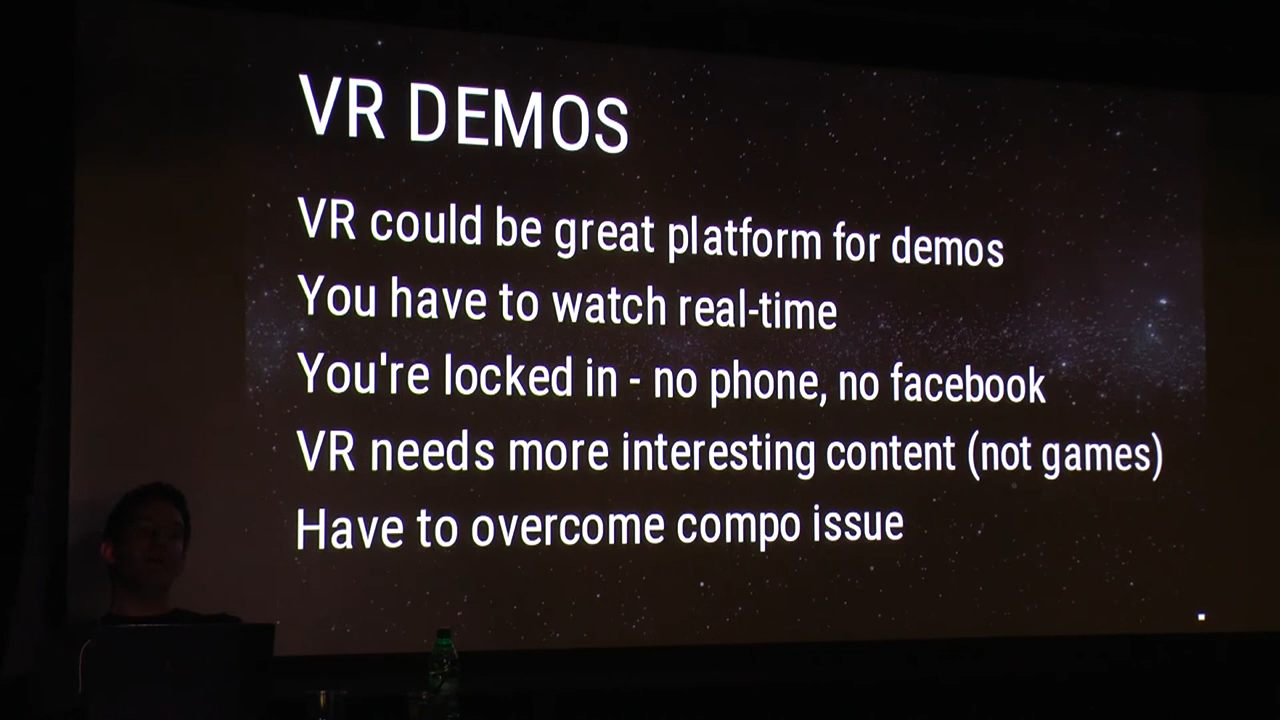 VR DEMOS
VR could be great platform for demos
You have to watch real-time
You're locked in - no phone, no facebook
VR needs more interesting content (not games)
Have to overcome compo issue